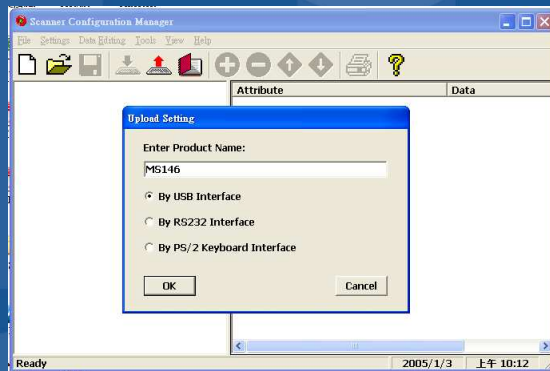 Scanner Configuration Manager
File Settings Data Editing Tools View Help
Attribute Data
Upload Setting
Enter Product Name:
MS146
By USB Interface
By RS232 Interface
By PS/2 Keyboard Interface
OK Cancel
Ready 2005/1/3 上午 10:12